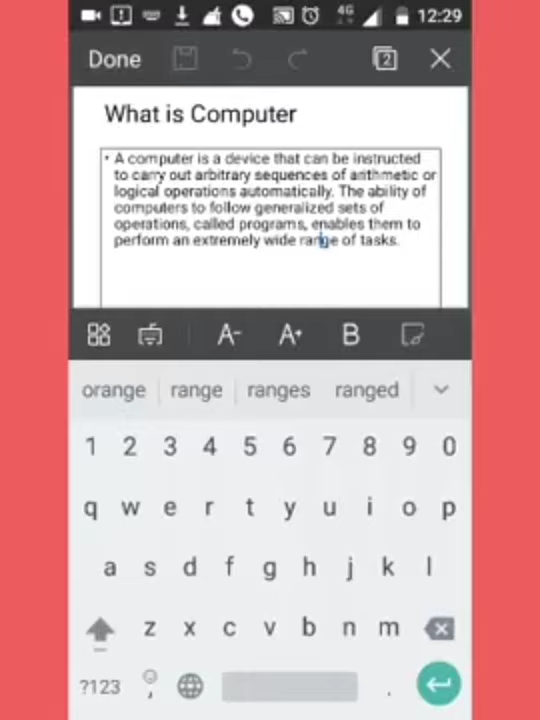 4G 12:29
Done 2
What is Computer
• A computer is a device that can be instructed
to carry out arbitrary sequences of arithmetic or
logical operations automatically. The ability of
computers to follow generalized sets of
operations, called programs, enables them to
perform an extremely wide range of tasks.
A- A+ B
orange range ranges ranged
1 2 3 4 5 6 7 8 9 0
q w e r t y u i o p
a s d f g h j k l
z x c v b n m
?123 , .